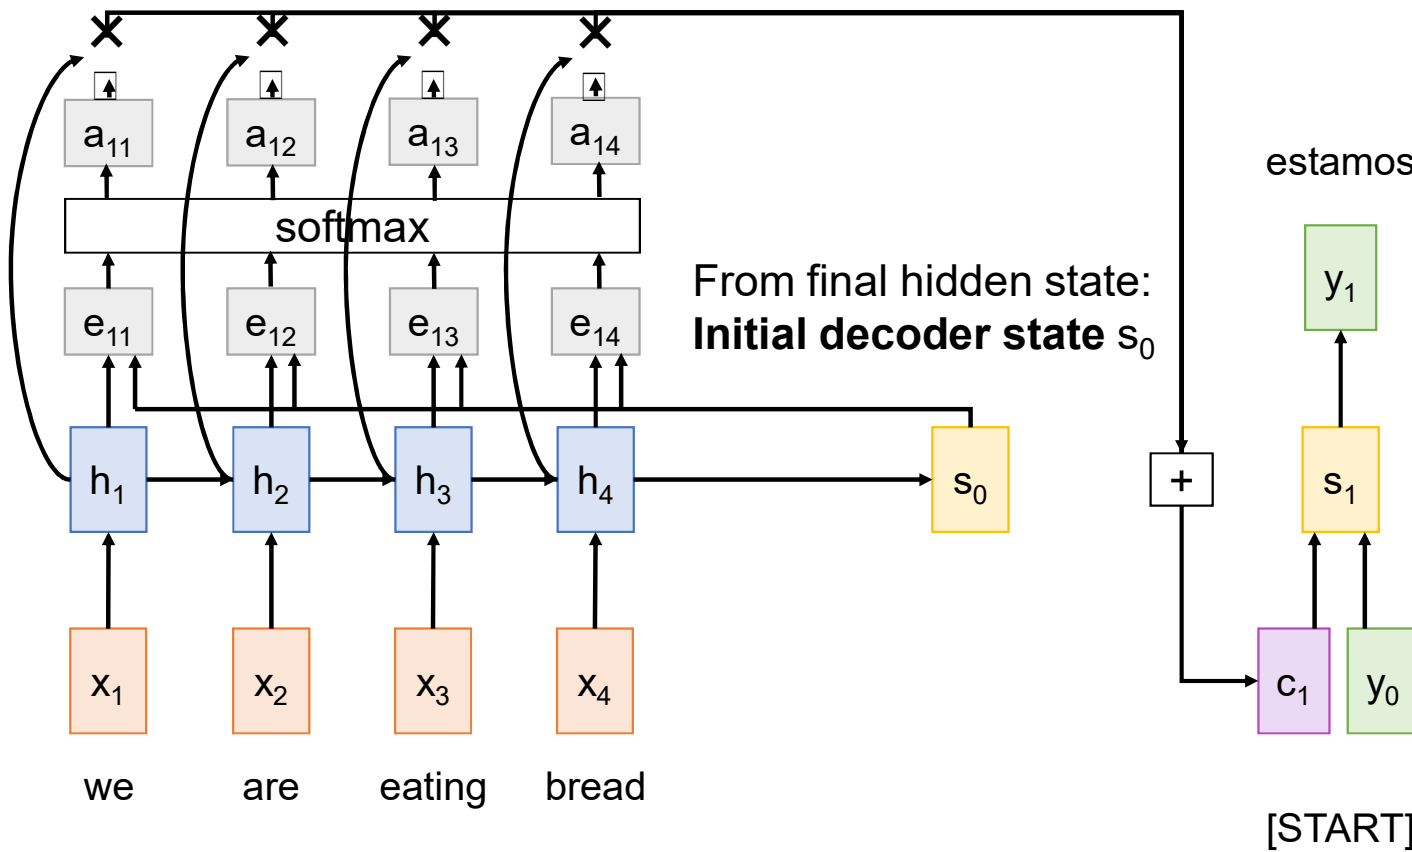 a₁₁ a₁₂ a₁₃ a₁₄
estamos
softmax
y₁
From final hidden state:
Initial decoder state s₀
e₁₁ e₁₂ e₁₃ e₁₄
h₁ h₂ h₃ h₄ s₀ + s₁
x₁ x₂ x₃ x₄ c₁ y₀
we are eating bread
[START]